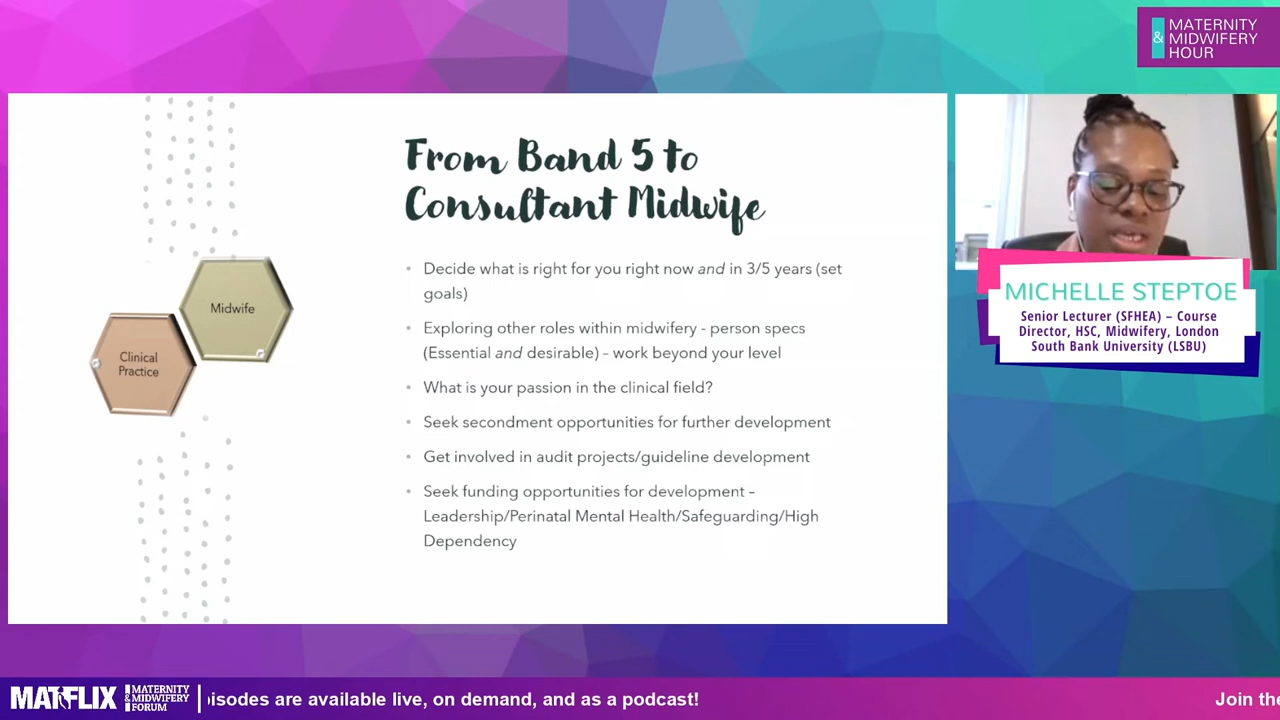 MATERNITY
& MIDWIFERY
HOUR
From Band 5 to
Consultant Midwife
• Decide what is right for you right now and in 3/5 years (set
goals)
• Exploring other roles within midwifery - person specs
(Essential and desirable) – work beyond your level
• What is your passion in the clinical field?
• Seek secondment opportunities for further development
• Get involved in audit projects/guideline development
• Seek funding opportunities for development –
Leadership/Perinatal Mental Health/Safeguarding/High
Dependency
Midwife
Clinical
Practice
MICHELLE STEPTOE
Senior Lecturer (SFHEA) – Course
Director, HSC, Midwifery, London
South Bank University (LSBU)
MATFLIX
MATERNITY
& MIDWIFERY
FORUM
isodes are available live, on demand, and as a podcast!
Join the